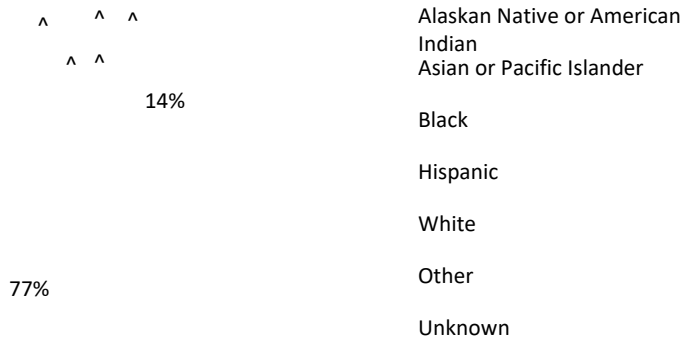 ^ ^ ^
^ ^
14%
77%
Alaskan Native or American
Indian
Asian or Pacific Islander
Black
Hispanic
White
Other
Unknown